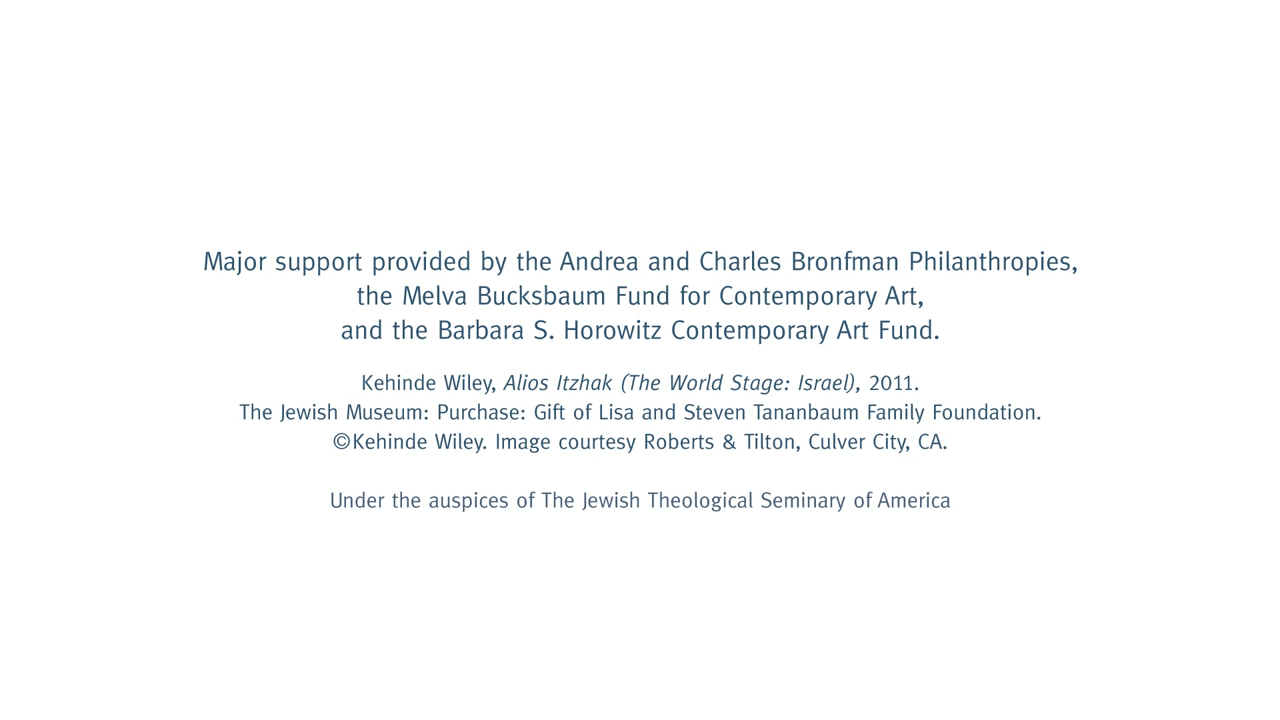 Major support provided by the Andrea and Charles Bronfman Philanthropies,
the Melva Bucksbaum Fund for Contemporary Art,
and the Barbara S. Horowitz Contemporary Art Fund.
Kehinde Wiley, Alios Itzhak (The World Stage: Israel), 2011.
The Jewish Museum: Purchase: Gift of Lisa and Steven Tananbaum Family Foundation.
©Kehinde Wiley. Image courtesy Roberts & Tilton, Culver City, CA.
Under the auspices of The Jewish Theological Seminary of America